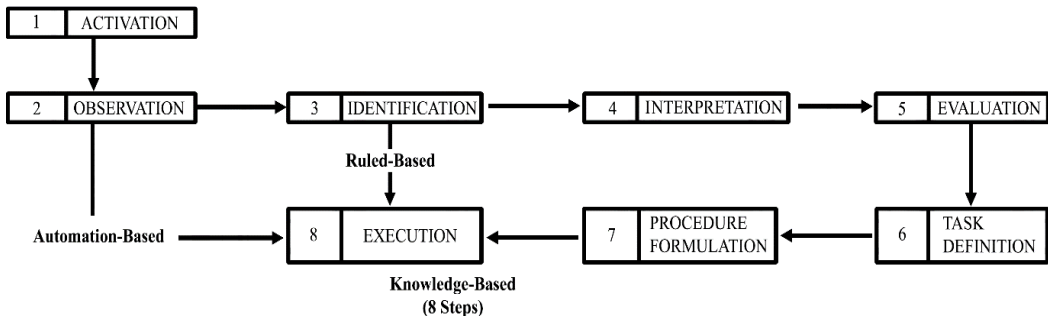 1 ACTIVATION
2 OBSERVATION
3 IDENTIFICATION
4 INTERPRETATION
5 EVALUATION
Ruled-Based
Automation-Based
8 EXECUTION
7 PROCEDURE
FORMULATION
6 TASK
DEFINITION
Knowledge-Based
(8 Steps)